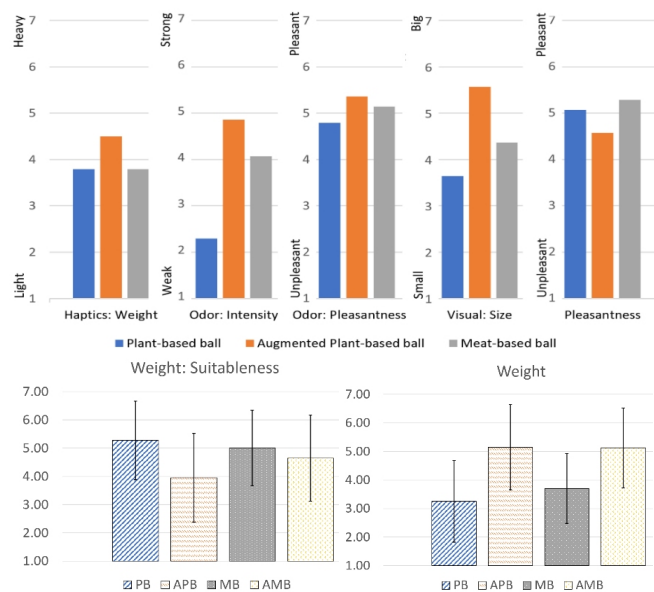 Heavy
7
6
5
4
3
2
1
Light
Haptics: Weight
Strong
7
6
5
4
3
2
1
Weak
Odor: Intensity
Pleasant
7
6
5
4
3
2
1
Unpleasant
Odor: Pleasantness
Big
7
6
5
4
3
2
1
Small
Visual: Size
Pleasant
7
6
5
4
3
2
1
Unpleasant
Pleasantness
Plant-based ball Augmented Plant-based ball Meat-based ball
Weight: Suitableness
7.00
6.00
5.00
4.00
3.00
2.00
1.00
PB APB MB AMB
Weight
7.00
6.00
5.00
4.00
3.00
2.00
1.00
PB APB MB AMB